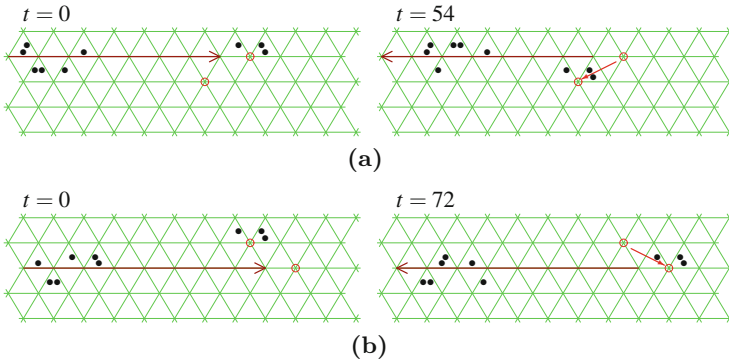 t = 0 t = 54
(a)
t = 0 t = 72
(b)